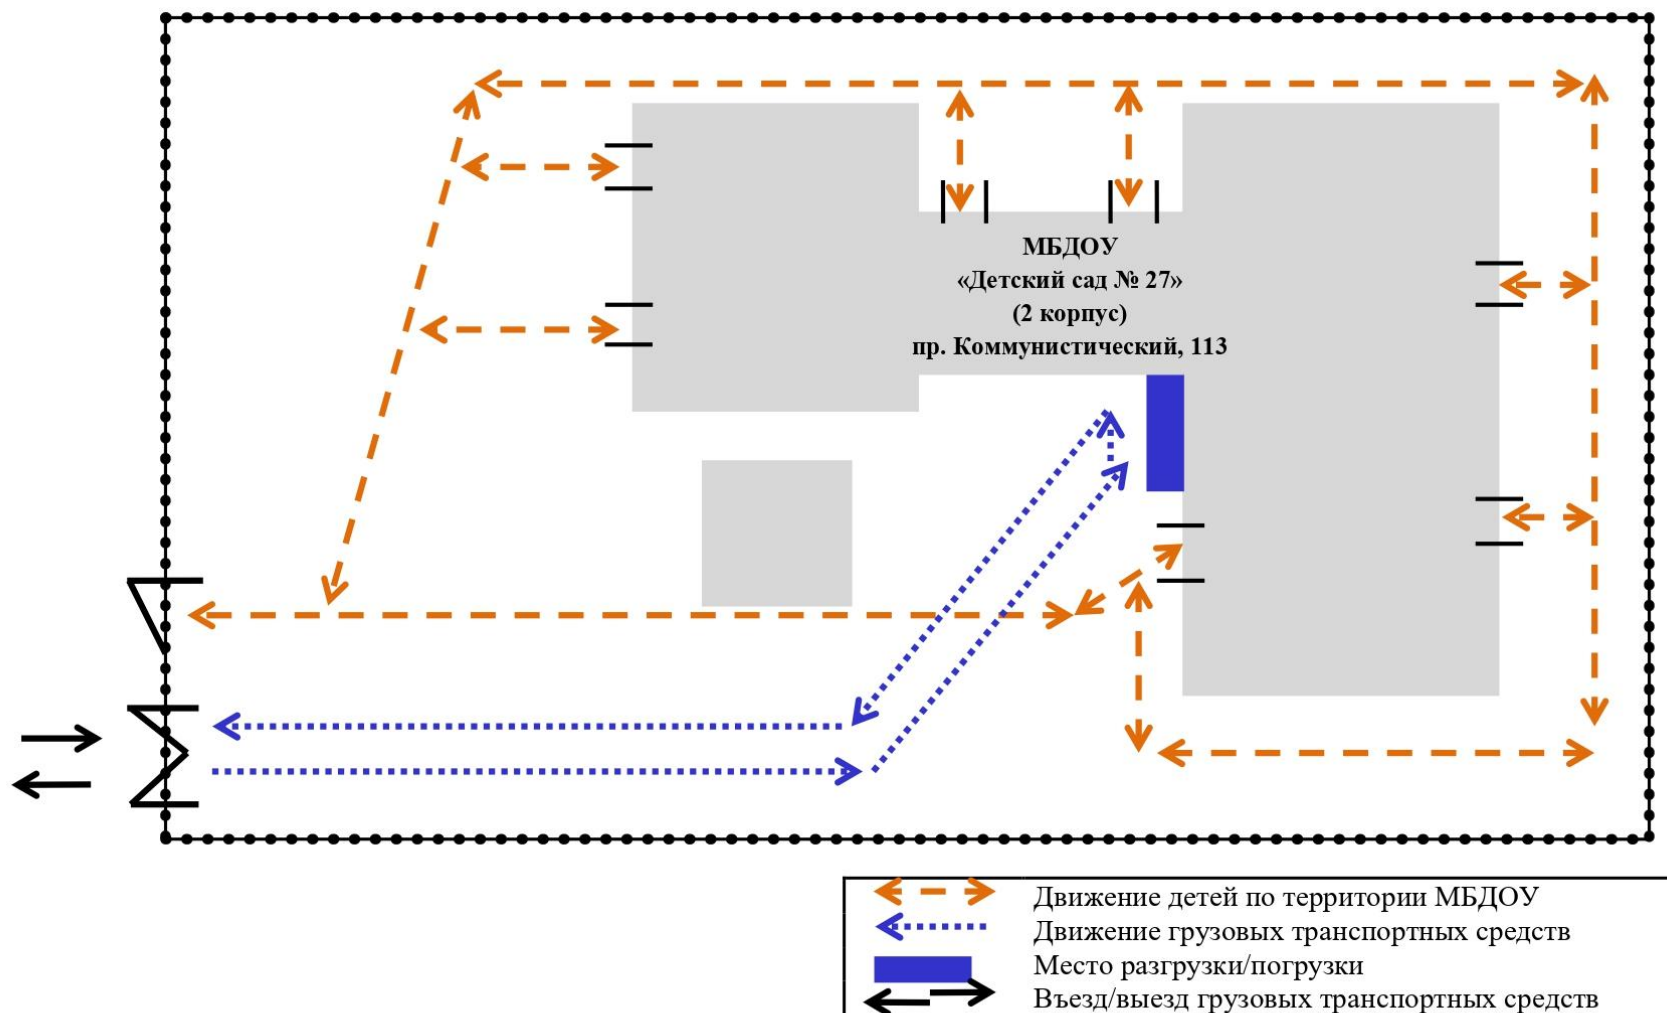 МБДОУ
«Детский сад № 27»
(2 корпус)
пр. Коммунистический, 113
Движение детей по территории МБДОУ
Движение грузовых транспортных средств
Место разгрузки/погрузки
Въезд/выезд грузовых транспортных средств